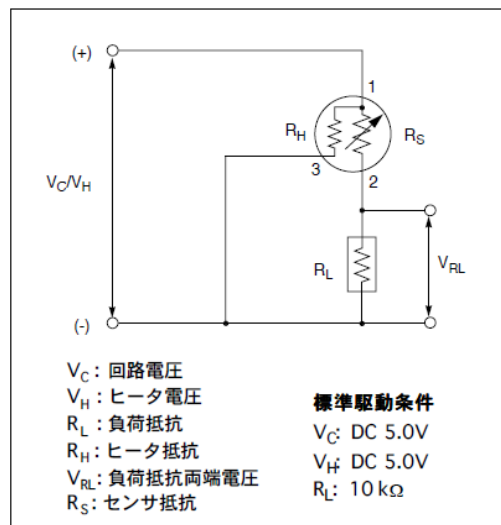 (+)
1
R_H
R_S
3
2
V_C/V_H
R_L
V_RL
(-)
V_C : 回路電圧
V_H : ヒータ電圧
R_L : 負荷抵抗
R_H : ヒータ抵抗
V_RL: 負荷抵抗両端電圧
R_S : センサ抵抗
標準駆動条件
V_C: DC 5.0V
V_H: DC 5.0V
R_L: 10kΩ